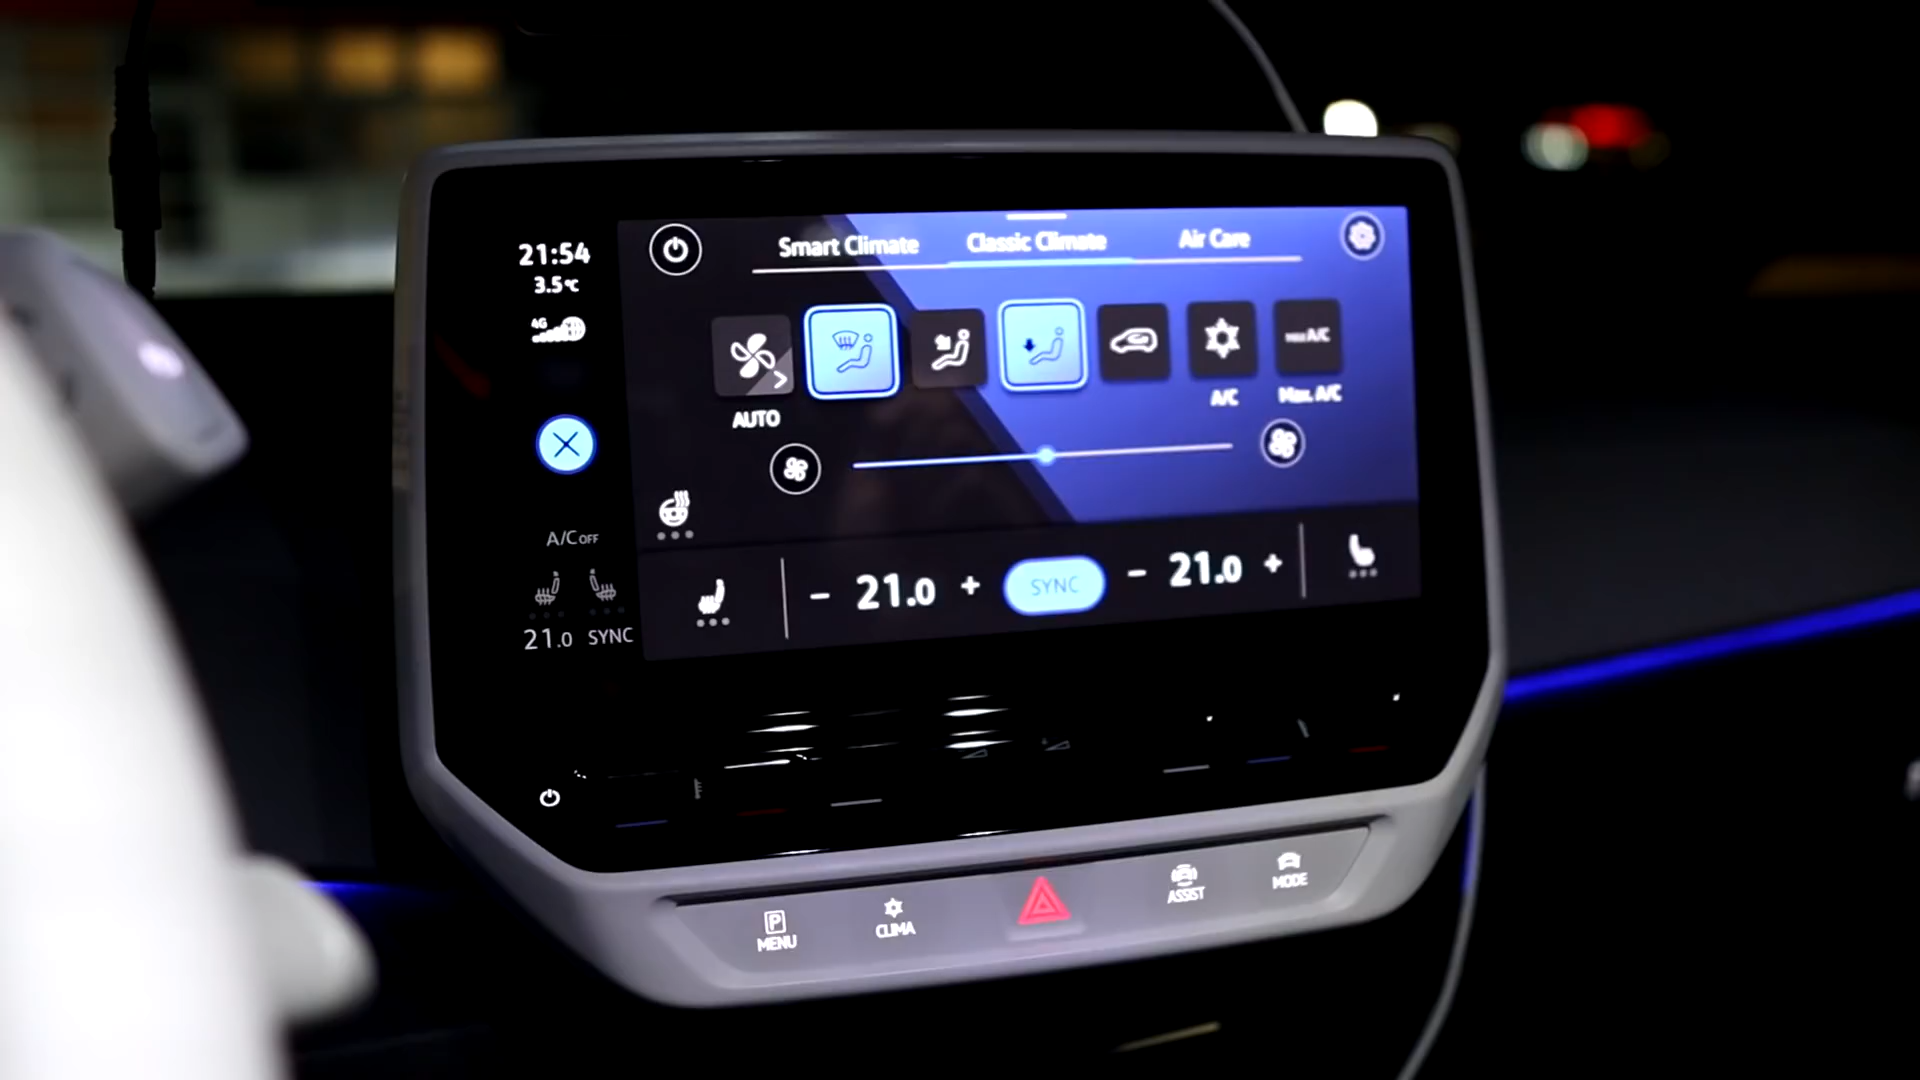 21:54
3.5°C
4G
Smart Climate
Classic Climate
Air Care
AUTO
A/C
MAX A/C
Max. A/C
A/C OFF
21.0 SYNC
− 21.0 +
SYNC
− 21.0 +
P
MENU
CLIMA
ASSIST
MODE